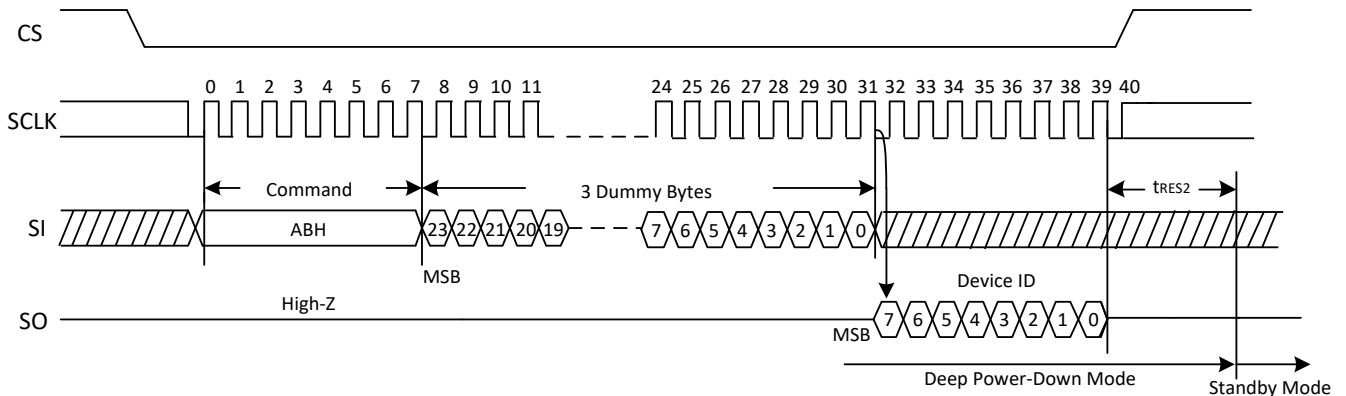 CS
0 1 2 3 4 5 6 7 8 9 10 11 24 25 26 27 28 29 30 31 32 33 34 35 36 37 38 39 40
SCLK
Command 3 Dummy Bytes tRES2
SI ABH 23 22 21 20 19 7 6 5 4 3 2 1 0
MSB Device ID
High-Z
SO 7 6 5 4 3 2 1 0
MSB
Deep Power-Down Mode Standby Mode